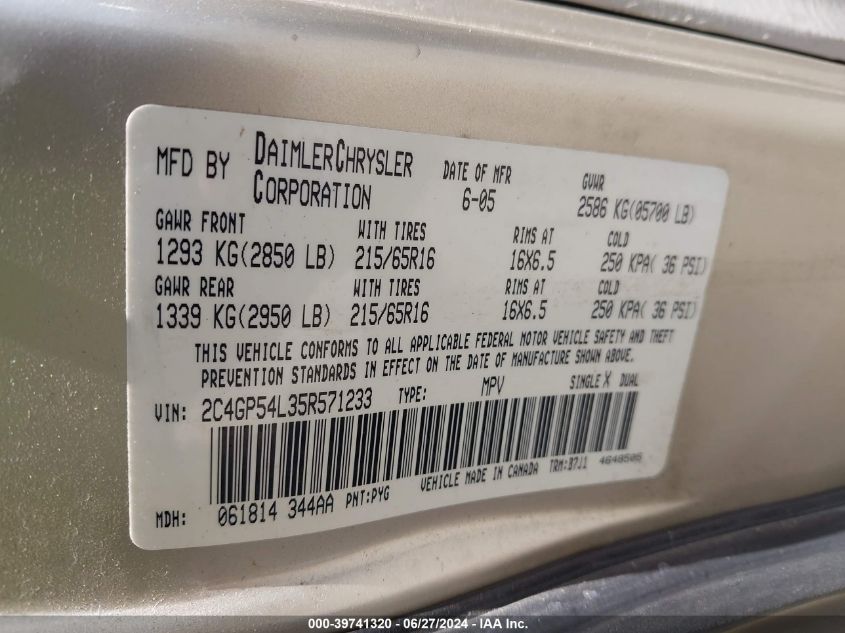 MFD BY DAIMLERCHRYSLER CORPORATION DATE OF MFR 6-05 GVWR 2586 KG(05700 LB)
GAWR FRONT WITH TIRES RIMS AT COLD
1293 KG(2850 LB) 215/65R16 16X6.5 250 KPA( 36 PSI)
GAWR REAR WITH TIRES RIMS AT COLD
1339 KG(2950 LB) 215/65R16 16X6.5 250 KPA( 36 PSI)
THIS VEHICLE CONFORMS TO ALL APPLICABLE FEDERAL MOTOR VEHICLE SAFETY AND THEFT
PREVENTION STANDARDS IN EFFECT ON THE DATE OF MANUFACTURE SHOWN ABOVE.
VIN: 2C4GP54L35R571233 TYPE: MPV SINGLE X DUAL
MDH: 061814 344AA PNT:PYG VEHICLE MADE IN CANADA TRM:B7J1 4648505
000-39741320 / 06/27/2024 / IAA Inc.